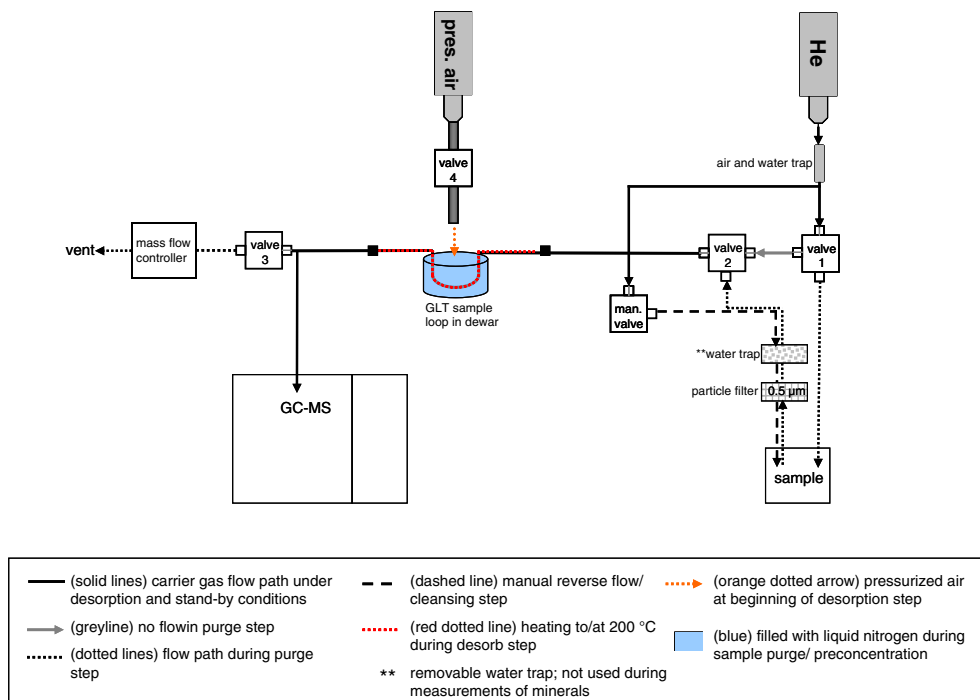 pres. air
He
valve
4
air and water trap
vent
mass flow
controller
valve
3
valve
2
valve
1
GLT sample
loop in dewar
man.
valve
**water trap
particle filter
0.5 µm
GC-MS
sample
(solid lines) carrier gas flow path under
desorption and stand-by conditions
(greyline) no flowin purge step
(dotted lines) flow path during purge
step
(dashed line) manual reverse flow/
cleansing step
(red dotted line) heating to/at 200 °C
during desorb step
** removable water trap; not used during
measurements of minerals
(orange dotted arrow) pressurized air
at beginning of desorption step
(blue) filled with liquid nitrogen during
sample purge/ preconcentration